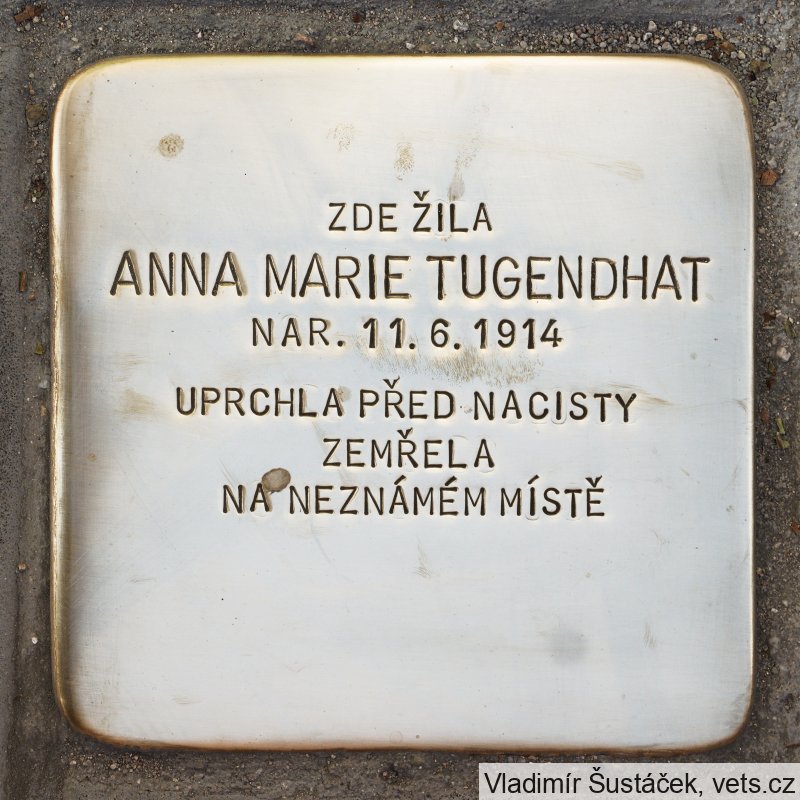 ZDE ŽILA
ANNA MARIE TUGENDHAT
NAR. 11. 6. 1914
UPRCHLA PŘED NACISTY
ZEMŘELA
NA NEZNÁMÉM MÍSTĚ
Vladimír Šustáček, vets.cz